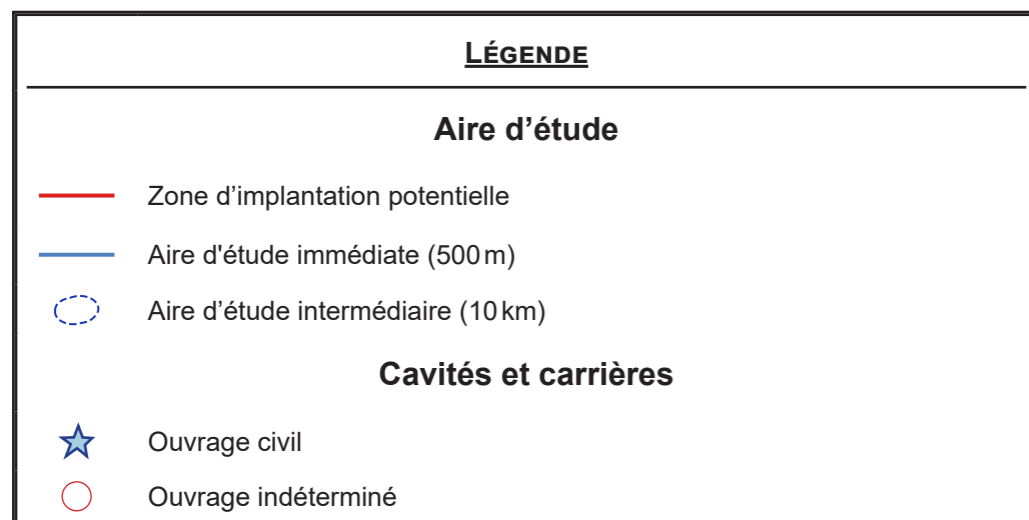 LÉGENDE
Aire d’étude
Zone d’implantation potentielle
Aire d'étude immédiate (500 m)
Aire d’étude intermédiaire (10 km)
Cavités et carrières
Ouvrage civil
Ouvrage indéterminé